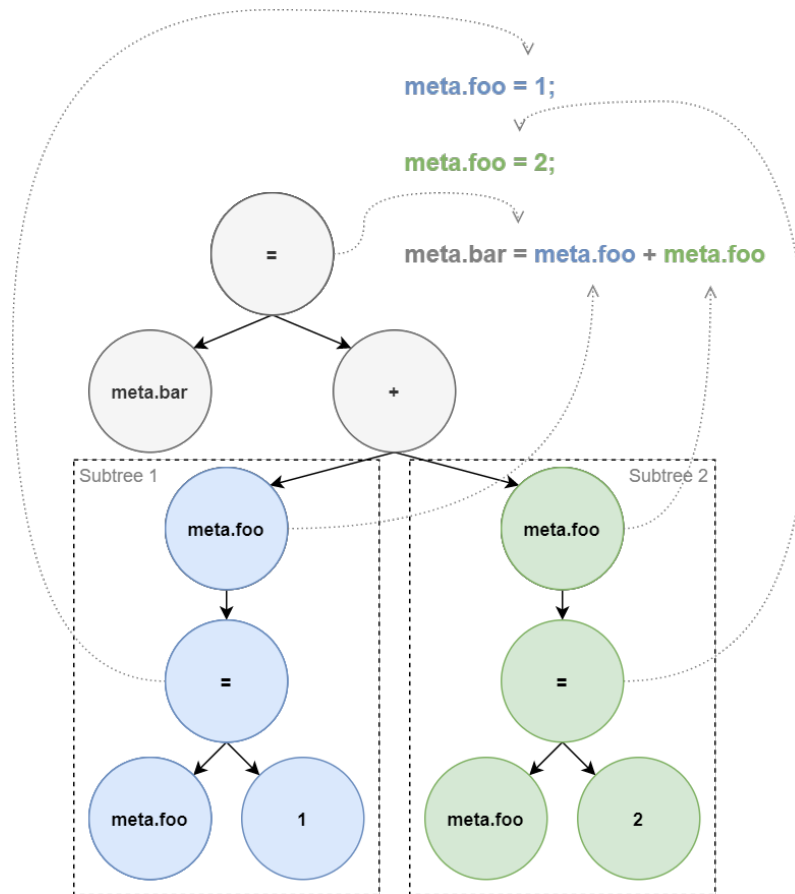 meta.foo = 1;
meta.foo = 2;
=
meta.bar = meta.foo + meta.foo
meta.bar
+
Subtree 1
Subtree 2
meta.foo
meta.foo
=
=
meta.foo
1
meta.foo
2